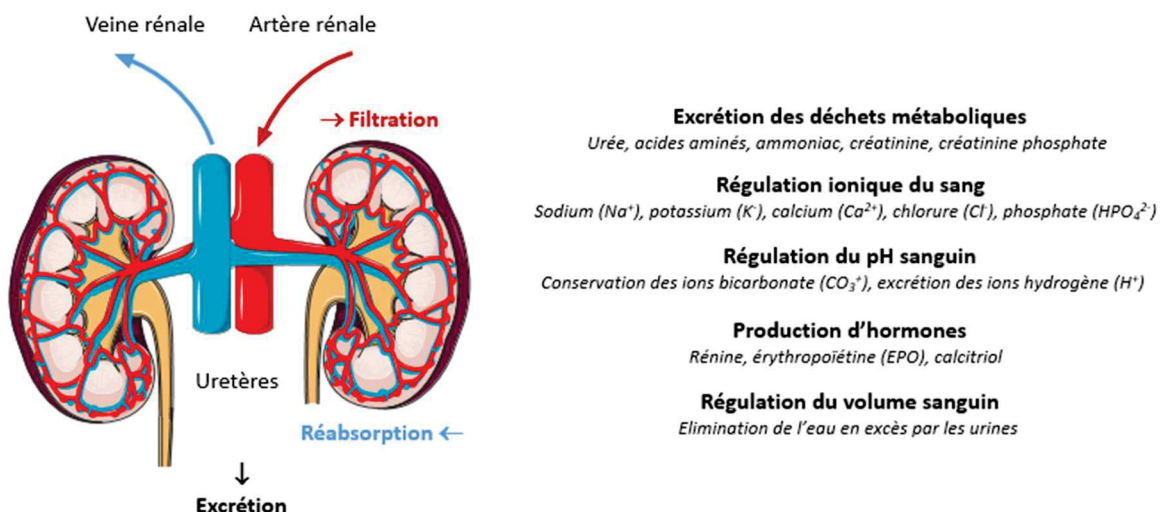 Veine rénale
Artère rénale
→ Filtration
Uretères
Réabsorption ←
↓
Excrétion
Excrétion des déchets métaboliques
Urée, acides aminés, ammoniac, créatinine, créatinine phosphate
Régulation ionique du sang
Sodium (Na⁺), potassium (K⁻), calcium (Ca²⁺), chlorure (Cl⁻), phosphate (HPO₄²⁻)
Régulation du pH sanguin
Conservation des ions bicarbonate (CO₃⁺), excrétion des ions hydrogène (H⁺)
Production d’hormones
Rénine, érythropoïétine (EPO), calcitriol
Régulation du volume sanguin
Elimination de l’eau en excès par les urines